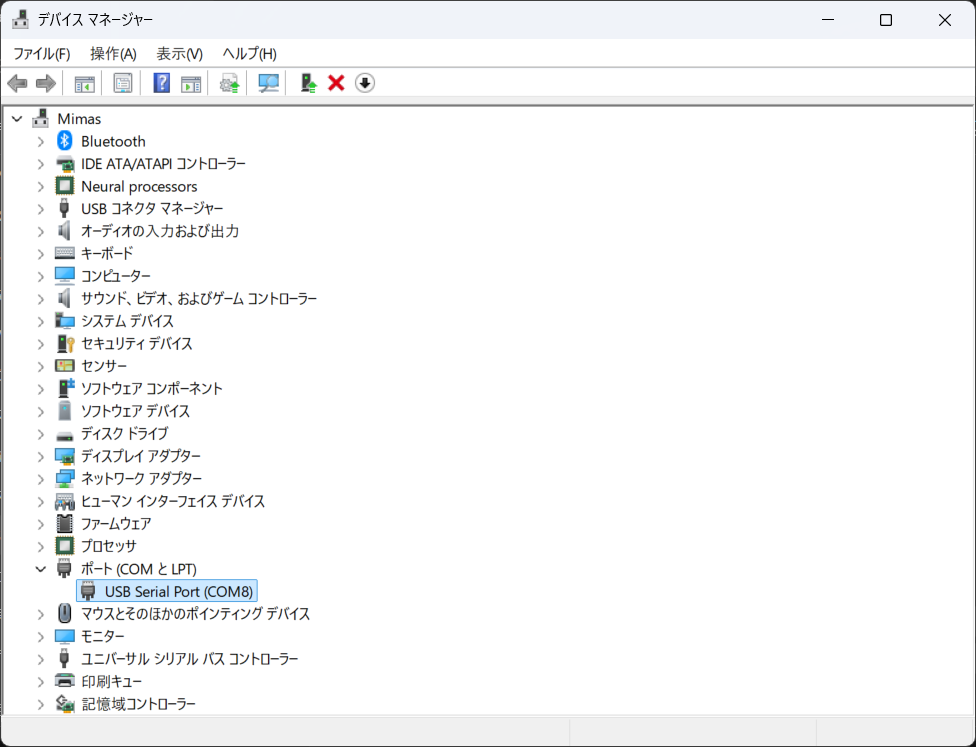 デバイス マネージャー
ファイル(F) 操作(A) 表示(V) ヘルプ(H)
Mimas
Bluetooth
IDE ATA/ATAPI コントローラー
Neural processors
USB コネクタ マネージャー
オーディオの入力および出力
キーボード
コンピューター
サウンド、ビデオ、およびゲーム コントローラー
システム デバイス
セキュリティ デバイス
センサー
ソフトウェア コンポーネント
ソフトウェア デバイス
ディスク ドライブ
ディスプレイ アダプター
ネットワーク アダプター
ヒューマン インターフェイス デバイス
ファームウェア
プロセッサ
ポート (COM と LPT)
USB Serial Port (COM8)
マウスとそのほかのポインティング デバイス
モニター
ユニバーサル シリアル バス コントローラー
印刷キュー
記憶域コントローラー